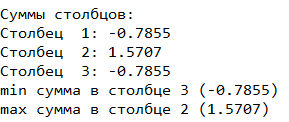 Суммы столбцов:
Столбец  1: -0.7855
Столбец  2: 1.5707
Столбец  3: -0.7855
min сумма в столбце 3 (-0.7855)
max сумма в столбце 2 (1.5707)